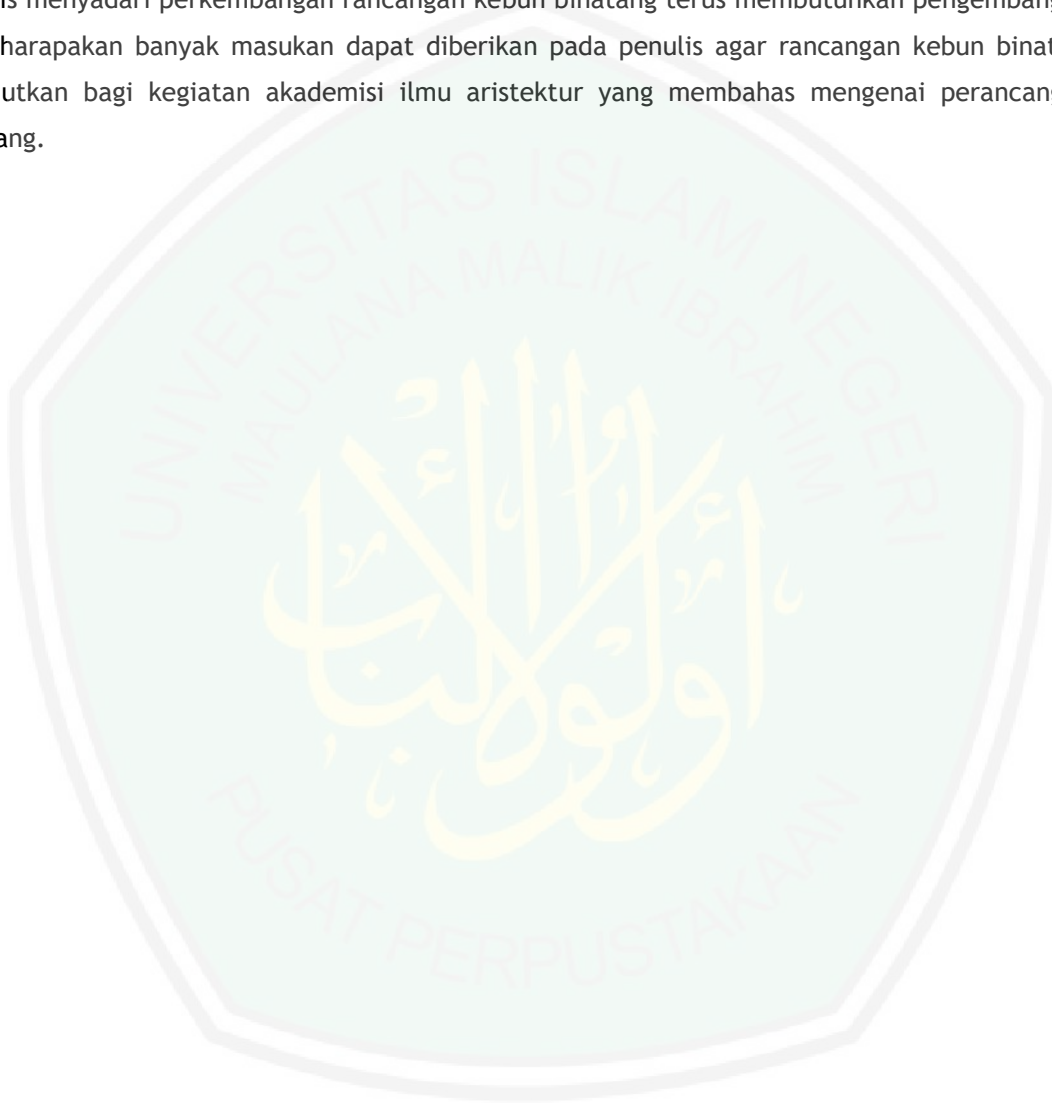 is menyadari perkembangan rancangan kebun binatang terus membutuhkan pengembang
harapakan banyak masukan dapat diberikan pada penulis agar rancangan kebun binat
utkan bagi kegiatan akademisi ilmu aristektur yang membahas mengenai perancang
ang.
UNIVERSITAS ISLAM NEGERI
MAULANA MALIK IBRAHIM
أولوا الألباب
PUSAT PERPUSTAKAAN